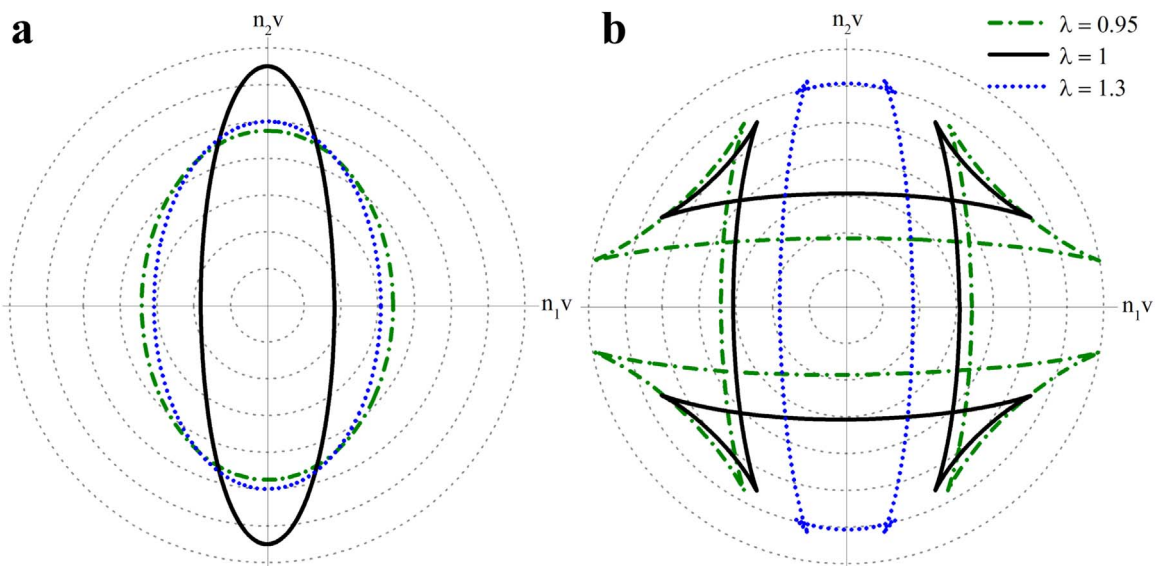 a
n₂v
n₁v
b
n₂v
n₁v
λ = 0.95
λ = 1
λ = 1.3